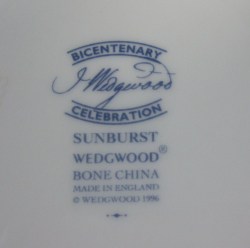 BICENTENARY
J Wedgwood
CELEBRATION
SUNBURST
WEDGWOOD®
BONE CHINA
MADE IN ENGLAND
© WEDGWOOD 1996